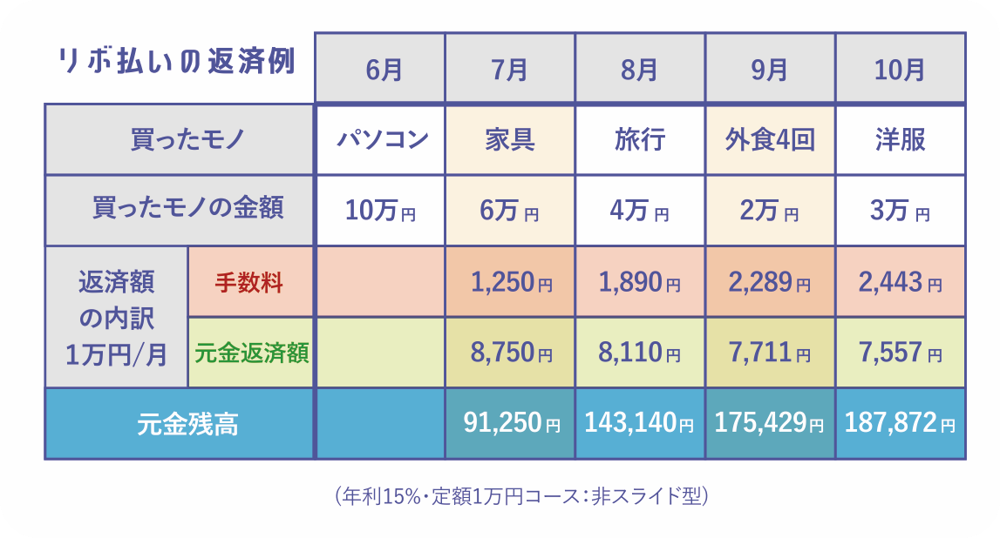 リボ払いの返済例 6月 7月 8月 9月 10月
買ったモノ パソコン 家具 旅行 外食4回 洋服
買ったモノの金額 10万円 6万円 4万円 2万円 3万円
返済額
の内訳
1万円/月
手数料 1,250円 1,890円 2,289円 2,443円
元金返済額 8,750円 8,110円 7,711円 7,557円
元金残高 91,250円 143,140円 175,429円 187,872円
(年利15%・定額1万円コース：非スライド型)